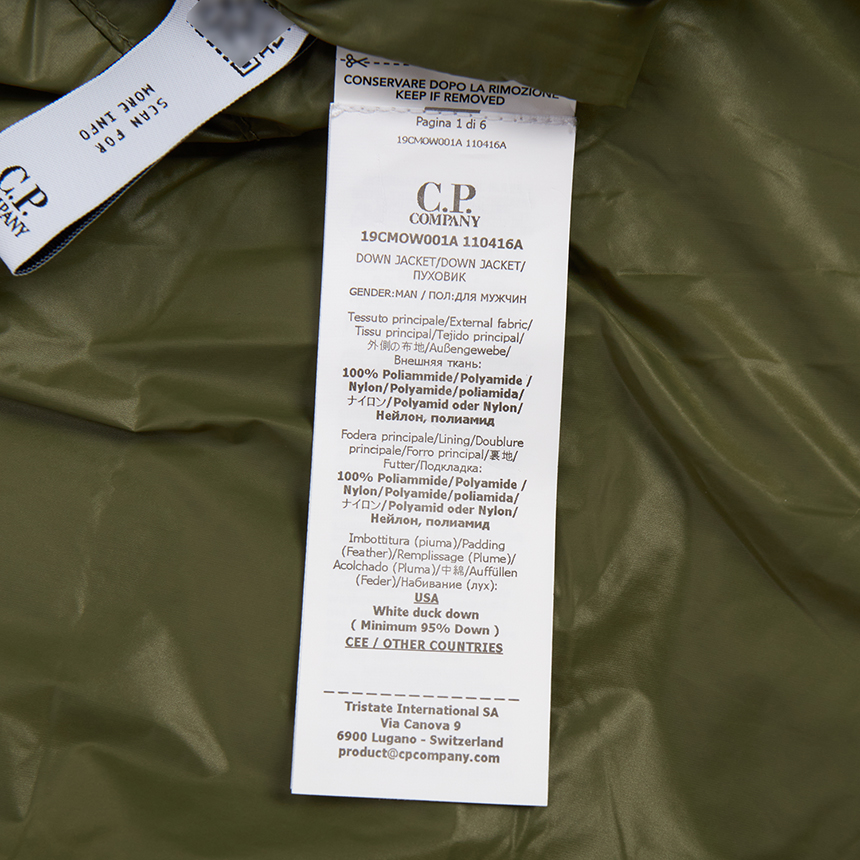 SCAN FOR
MORE INFO
C.P.
COMPANY
CONSERVARE DOPO LA RIMOZIONE
KEEP IF REMOVED
Pagina 1 di 6
19CMOW001A 110416A
C.P.
COMPANY
19CMOW001A 110416A
DOWN JACKET/DOWN JACKET/
ПУХОВИК
GENDER:MAN / ПОЛ:ДЛЯ МУЖЧИН
Tessuto principale/External fabric/
Tissu principal/Tejido principal/
外側の布地/Außengewebe/
Внешняя ткань:
100% Poliammide/Polyamide /
Nylon/Polyamide/poliamida/
ナイロン/Polyamid oder Nylon/
Нейлон, полиамид
Fodera principale/Lining/Doublure
principale/Forro principal/裏地/
Futter/Подкладка:
100% Poliammide/Polyamide /
Nylon/Polyamide/poliamida/
ナイロン/Polyamid oder Nylon/
Нейлон, полиамид
Imbottitura (piuma)/Padding
(Feather)/Remplissage (Plume)/
Acolchado (Pluma)/中綿/Auffüllen
(Feder)/Набивание (лух):
USA
White duck down
( Minimum 95% Down )
CEE / OTHER COUNTRIES
Tristate International SA
Via Canova 9
6900 Lugano - Switzerland
product@cpcompany.com